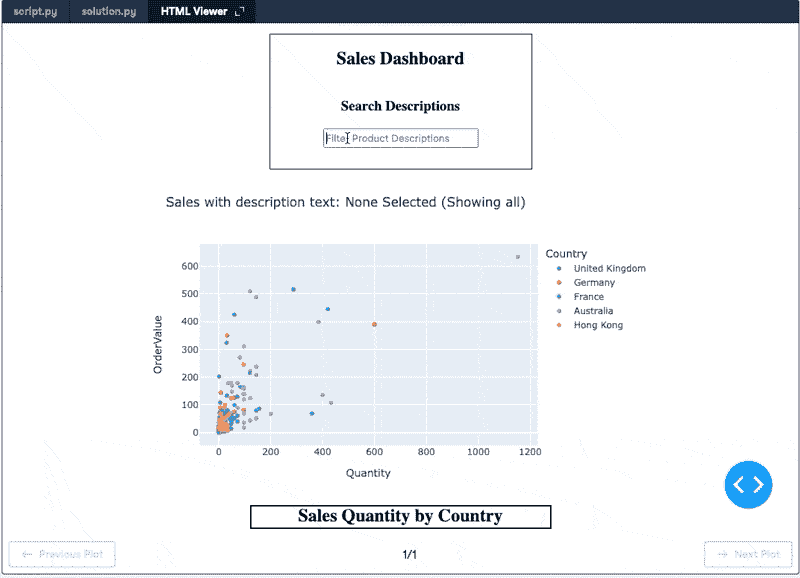 script.py solution.py HTML Viewer
Sales Dashboard
Search Descriptions
Filter Product Descriptions
Sales with description text: None Selected (Showing all)
Country
United Kingdom
Germany
France
Australia
Hong Kong
OrderValue
600
500
400
300
200
100
0
0 200 400 600 800 1000 1200
Quantity
Sales Quantity by Country
← Previous Plot 1/1 → Next Plot